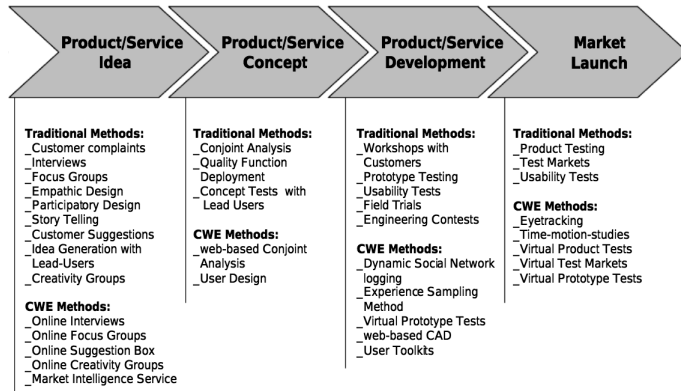 Product/Service
Idea
Product/Service
Concept
Product/Service
Development
Market
Launch
Traditional Methods:
_Customer complaints
_Interviews
_Focus Groups
_Empathic Design
_Participatory Design
_Story Telling
_Customer Suggestions
_Idea Generation with
Lead-Users
_Creativity Groups
CWE Methods:
_Online Interviews
_Online Focus Groups
_Online Suggestion Box
_Online Creativity Groups
_Market Intelligence Service
Traditional Methods:
_Conjoint Analysis
_Quality Function
Deployment
_Concept Tests with
Lead Users
CWE Methods:
_web-based Conjoint
Analysis
_User Design
Traditional Methods:
_Workshops with
Customers
_Prototype Testing
_Usability Tests
_Field Trials
_Engineering Contests
CWE Methods:
_Dynamic Social Network
logging
_Experience Sampling
Method
_Virtual Prototype Tests
_web-based CAD
_User Toolkits
Traditional Methods:
_Product Testing
_Test Markets
_Usability Tests
CWE Methods:
_Eyetracking
_Time-motion-studies
_Virtual Product Tests
_Virtual Test Markets
_Virtual Prototype Tests